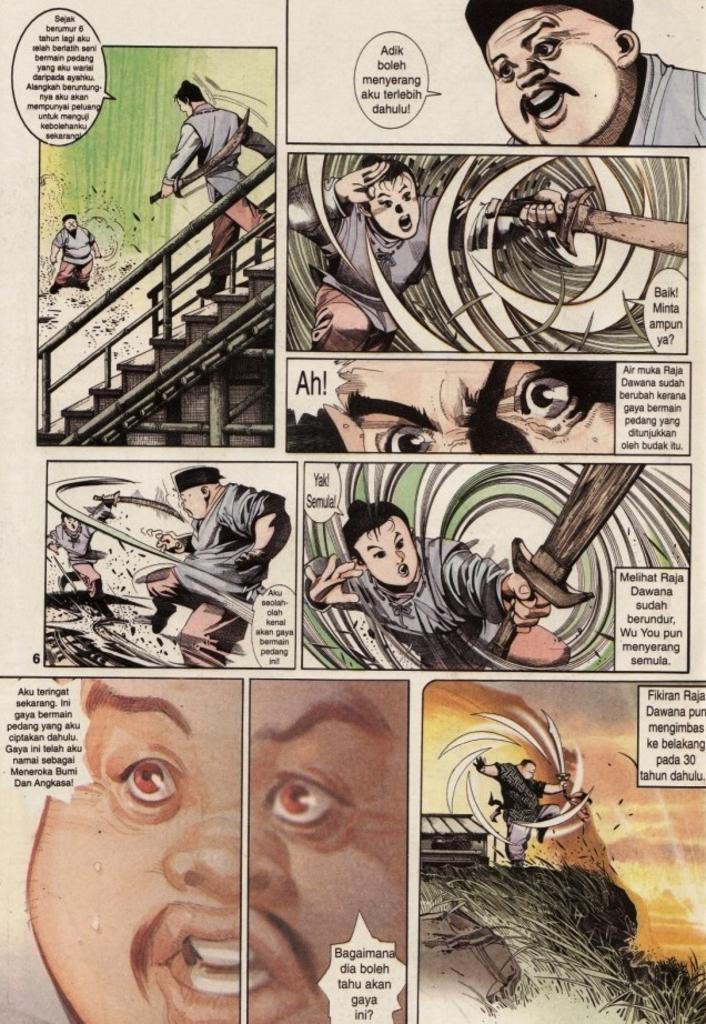 Sejak
berumur 6
tahun lagi aku
telah berlatih seni
bermain pedang
yang aku warisi
daripada ayahku.
Alangkah beruntung-
nya aku akan
mempunyai peluang
untuk menguji
kebolehanku
sekarang!
Adik
boleh
menyerang
aku terlebih
dahulu!
Baik!
Minta
ampun
ya?
Ah!
Air muka Raja
Dawana sudah
berubah kerana
gaya bermain
pedang yang
ditunjukkan
oleh budak itu.
Aku
seolah-
olah
kenal
akan gaya
bermain
pedang
ini!
6
Yak!
Semula!
Melihat Raja
Dawana
sudah
berundur,
Wu You pun
menyerang
semula.
Aku teringat
sekarang. Ini
gaya bermain
pedang yang aku
ciptakan dahulu.
Gaya ini telah aku
namai sebagai
Meneroka Bumi
Dan Angkasa!
Bagaimana
dia boleh
tahu akan
gaya
ini?
Fikiran Raja
Dawana pun
mengimbas
ke belakang
pada 30
tahun dahulu.